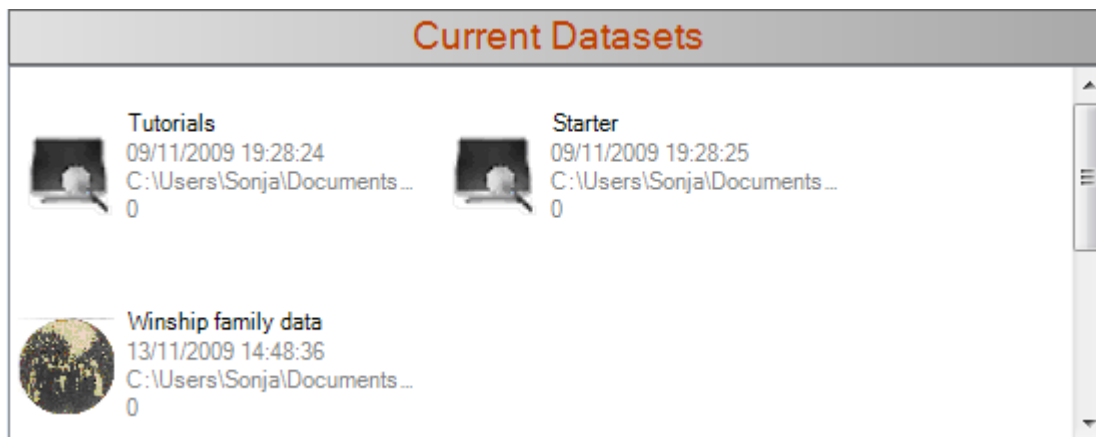 Current Datasets
Tutorials
09/11/2009 19:28:24
C:\Users\Sonja\Documents...
0
Starter
09/11/2009 19:28:25
C:\Users\Sonja\Documents...
0
Winship family data
13/11/2009 14:48:36
C:\Users\Sonja\Documents...
0